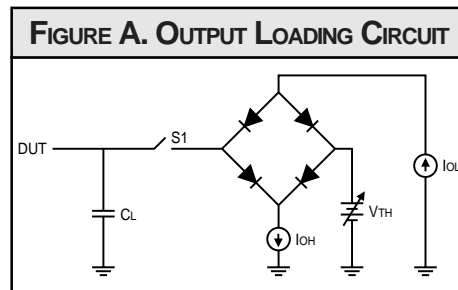 FIGURE A. OUTPUT LOADING CIRCUIT
DUT
S1
CL
IOH
VTH
IOL